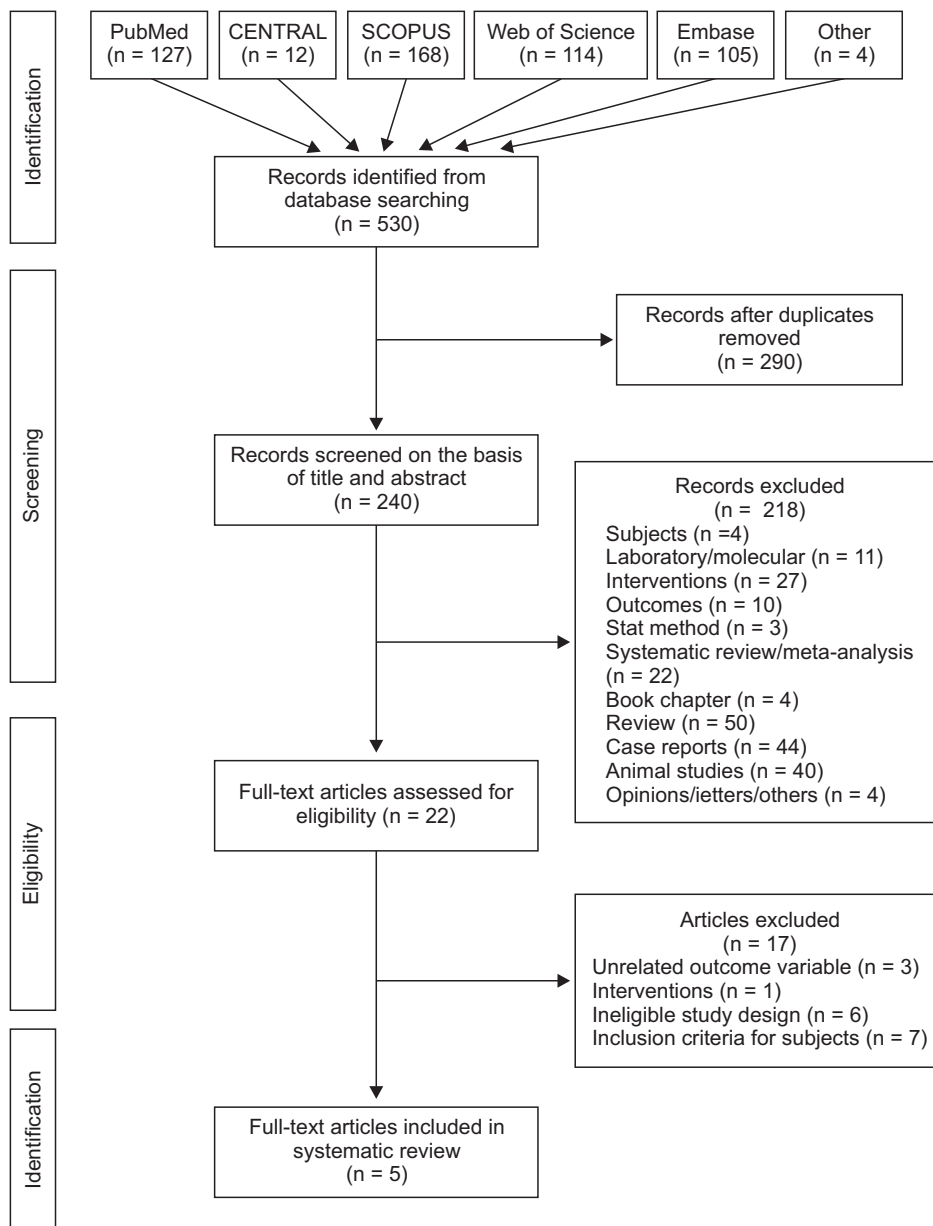 PubMed
(n = 127)
CENTRAL
(n = 12)
SCOPUS
(n = 168)
Web of Science
(n = 114)
Embase
(n = 105)
Other
(n = 4)
Identification
Records identified from
database searching
(n = 530)
Screening
Records after duplicates
removed
(n = 290)
Records screened on the basis
of title and abstract
(n = 240)
Records excluded
(n = 218)
Subjects (n =4)
Laboratory/molecular (n = 11)
Interventions (n = 27)
Outcomes (n = 10)
Stat method (n = 3)
Systematic review/meta-analysis
(n = 22)
Book chapter (n = 4)
Review (n = 50)
Case reports (n = 44)
Animal studies (n = 40)
Opinions/ietters/others (n = 4)
Eligibility
Full-text articles assessed for
eligibility (n = 22)
Articles excluded
(n = 17)
Unrelated outcome variable (n = 3)
Interventions (n = 1)
Ineligible study design (n = 6)
Inclusion criteria for subjects (n = 7)
Identification
Full-text articles included in
systematic review
(n = 5)